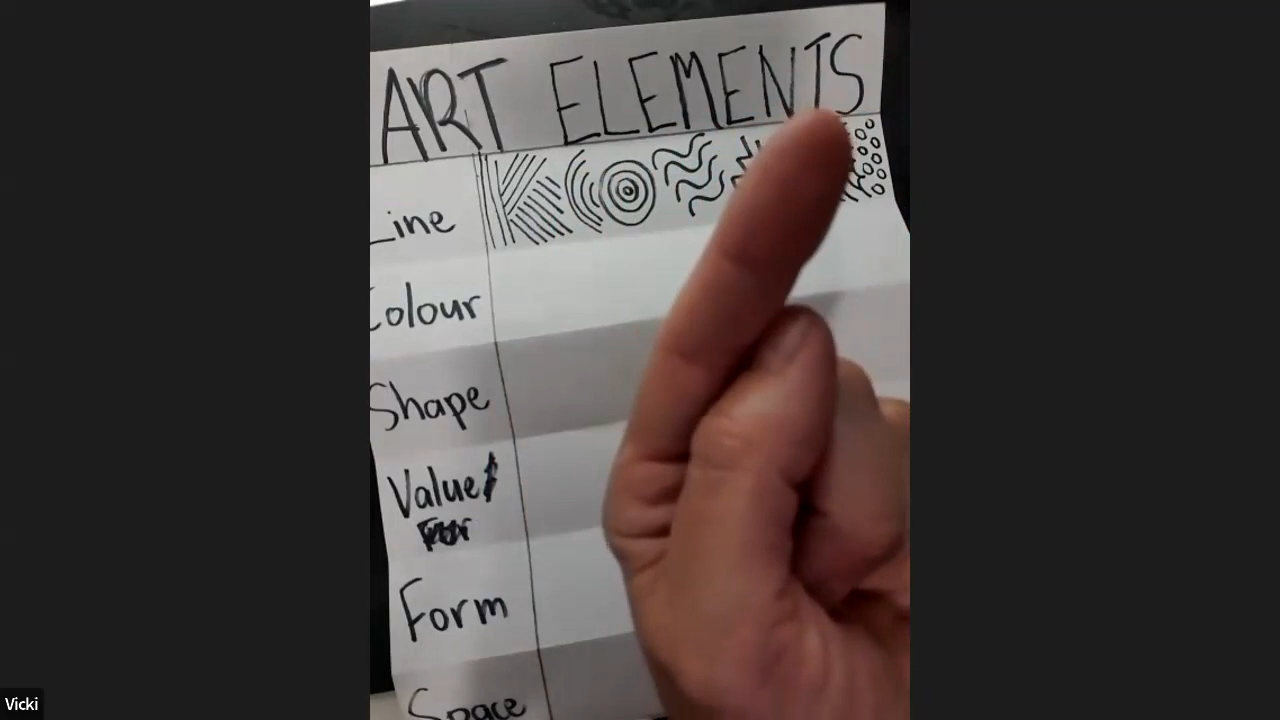 ART ELEMENTS
Line
Colour
Shape
Value
Form
Space
Vicki